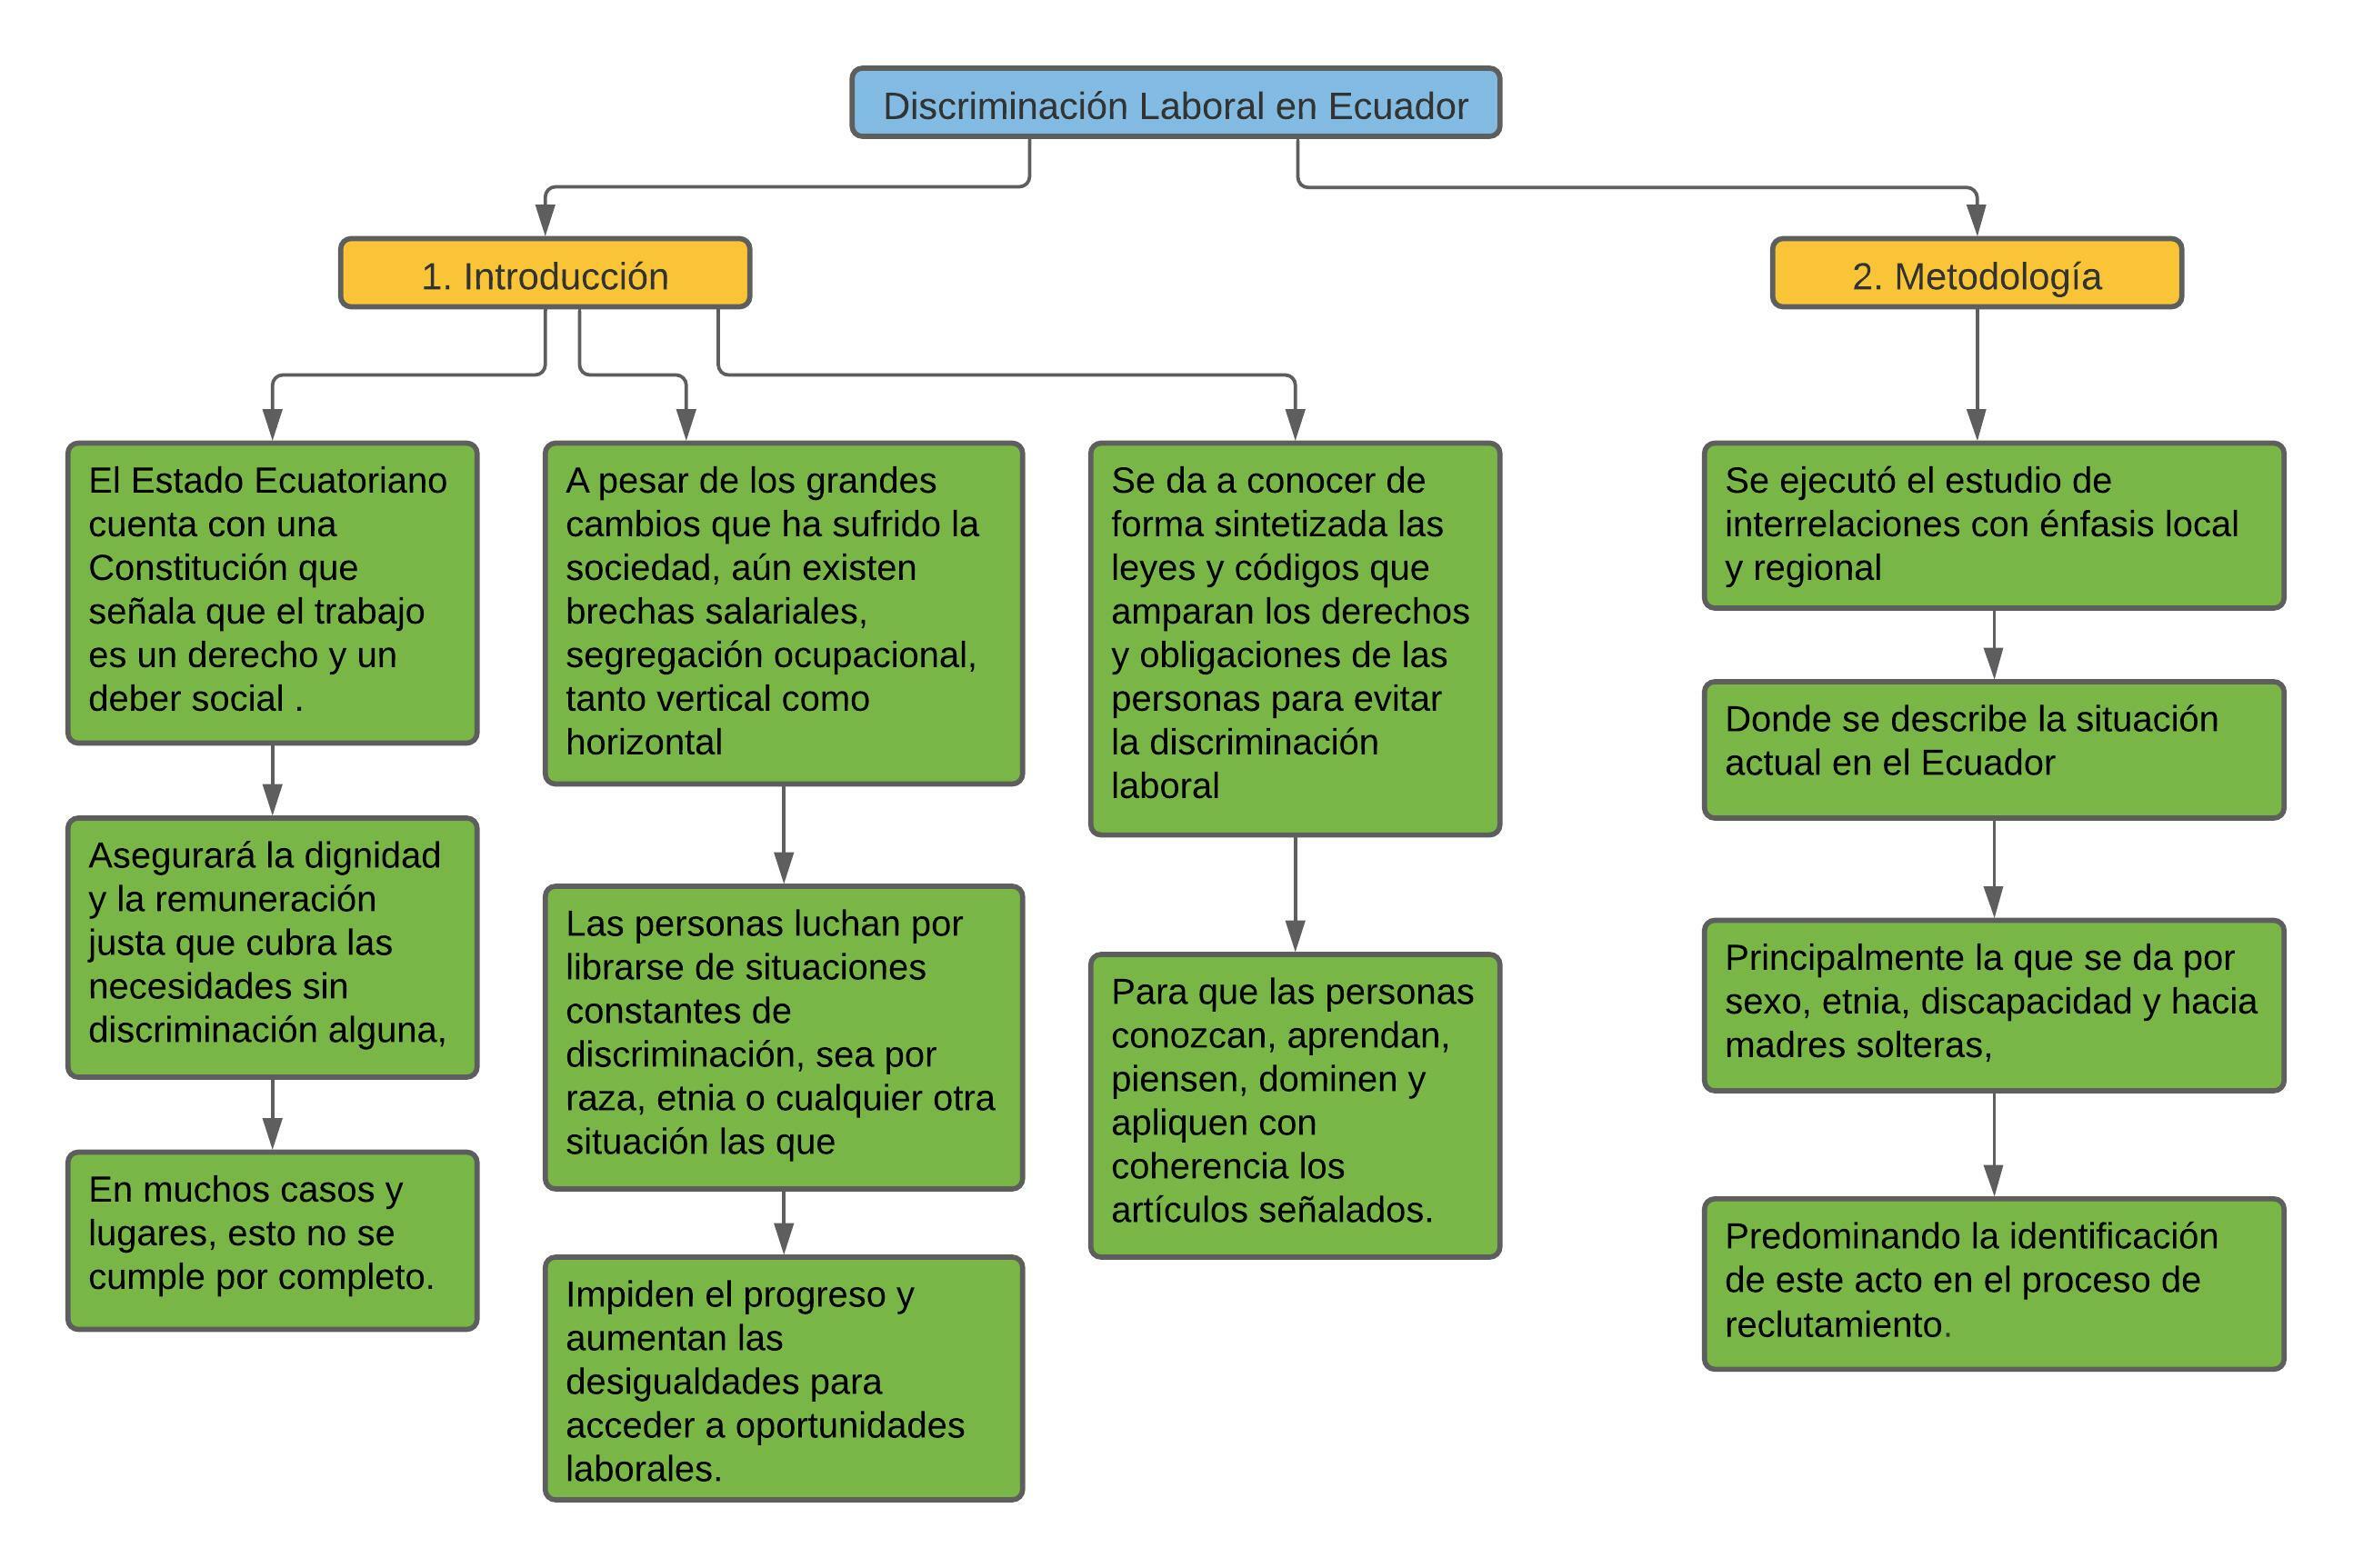 Discriminación Laboral en Ecuador
1. Introducción
2. Metodología
El Estado Ecuatoriano
cuenta con una
Constitución que
señala que el trabajo
es un derecho y un
deber social .
Asegurará la dignidad
y la remuneración
justa que cubra las
necesidades sin
discriminación alguna,
En muchos casos y
lugares, esto no se
cumple por completo.
A pesar de los grandes
cambios que ha sufrido la
sociedad, aún existen
brechas salariales,
segregación ocupacional,
tanto vertical como
horizontal
Las personas luchan por
librarse de situaciones
constantes de
discriminación, sea por
raza, etnia o cualquier otra
situación las que
Impiden el progreso y
aumentan las
desigualdades para
acceder a oportunidades
laborales.
Se da a conocer de
forma sintetizada las
leyes y códigos que
amparan los derechos
y obligaciones de las
personas para evitar
la discriminación
laboral
Para que las personas
conozcan, aprendan,
piensen, dominen y
apliquen con
coherencia los
artículos señalados.
Se ejecutó el estudio de
interrelaciones con énfasis local
y regional
Donde se describe la situación
actual en el Ecuador
Principalmente la que se da por
sexo, etnia, discapacidad y hacia
madres solteras,
Predominando la identificación
de este acto en el proceso de
reclutamiento.